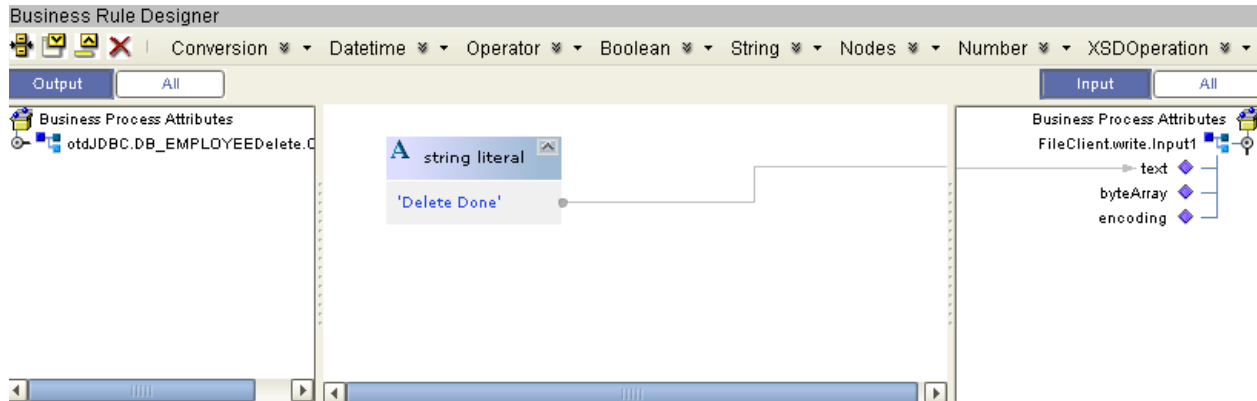 Business Rule Designer
Conversion Datetime Operator Boolean String Nodes Number XSDOperation
Output All Input All
Business Process Attributes
otdJDBC.DB_EMPLOYEEDelete.
A string literal
'Delete Done'
Business Process Attributes
FileClient.write.Input1
text
byteArray
encoding